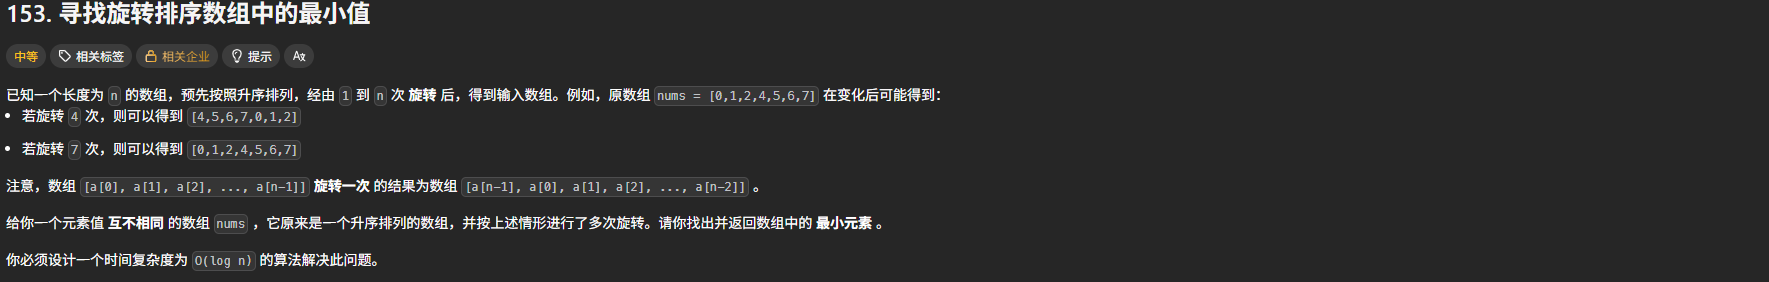 153. 寻找旋转排序数组中的最小值
中等 相关标签 相关企业 提示 Aあ
已知一个长度为 n 的数组，预先按照升序排列，经由 1 到 n 次 旋转 后，得到输入数组。例如，原数组 nums = [0,1,2,4,5,6,7] 在变化后可能得到：
• 若旋转 4 次，则可以得到 [4,5,6,7,0,1,2]
• 若旋转 7 次，则可以得到 [0,1,2,4,5,6,7]
注意，数组 [a[0], a[1], a[2], ..., a[n-1]] 旋转一次 的结果为数组 [a[n-1], a[0], a[1], a[2], ..., a[n-2]] 。
给你一个元素值 互不相同 的数组 nums ，它原来是一个升序排列的数组，并按上述情形进行了多次旋转。请你找出并返回数组中的 最小元素 。
你必须设计一个时间复杂度为 O(log n) 的算法解决此问题。